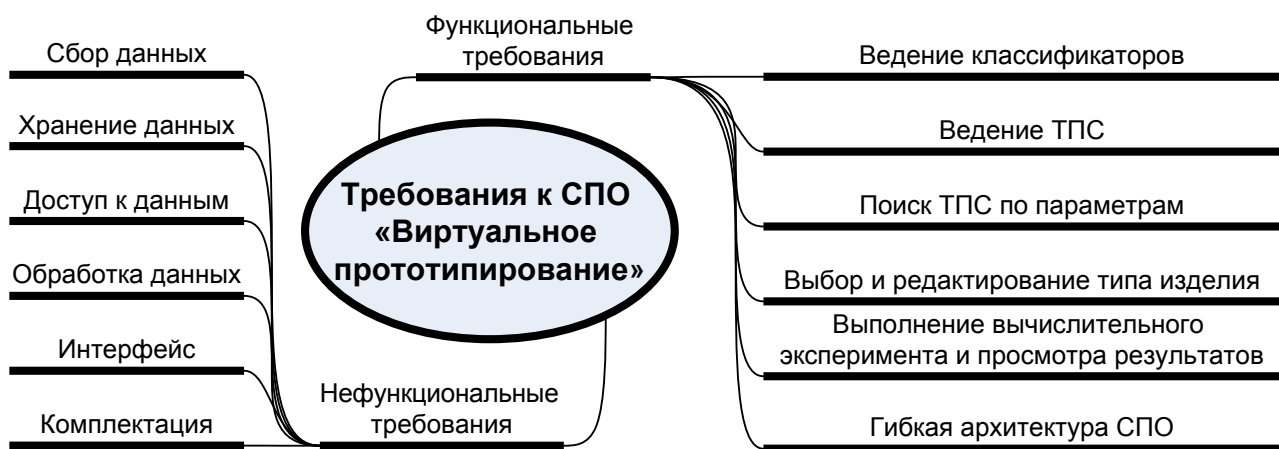 Функциональные
требования
Сбор данных
Хранение данных
Доступ к данным
Обработка данных
Интерфейс
Комплектация
Требования к СПО
«Виртуальное
прототипирование»
Нефункциональные
требования
Ведение классификаторов
Ведение ТПС
Поиск ТПС по параметрам
Выбор и редактирование типа изделия
Выполнение вычислительного
эксперимента и просмотра результатов
Гибкая архитектура СПО